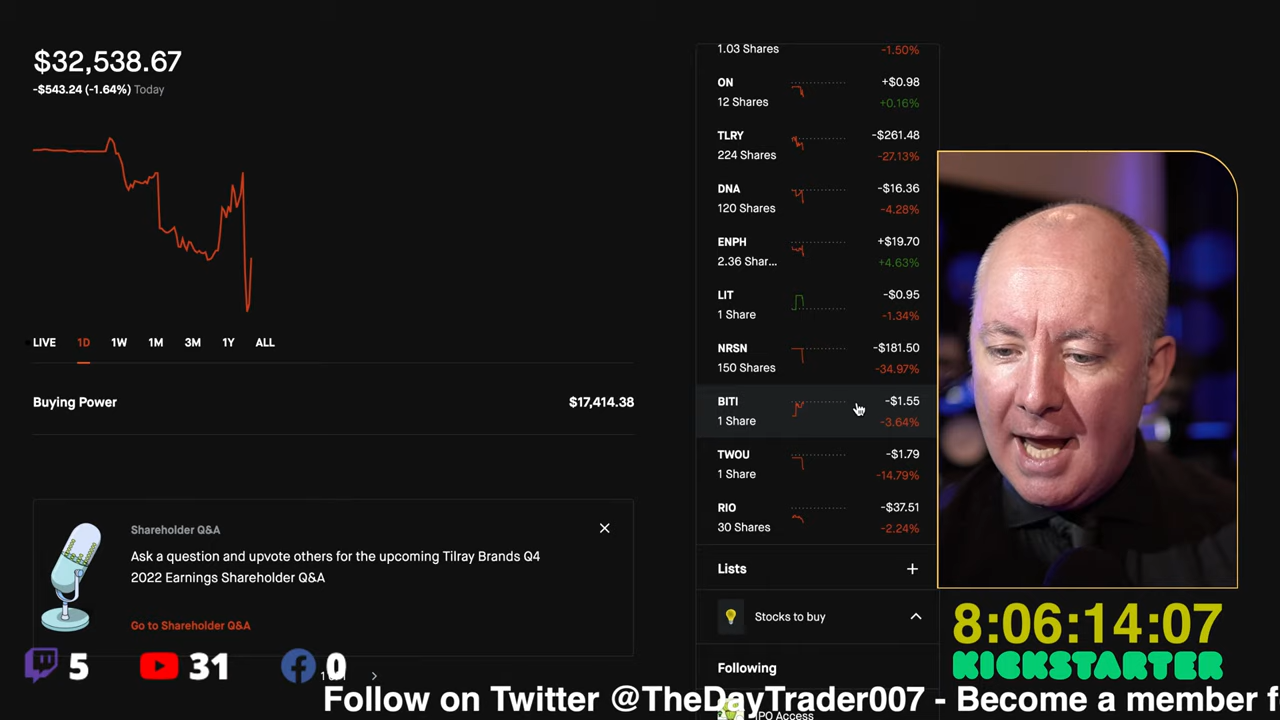 $32,538.67
-$543.24 (-1.64%) Today
LIVE 1D 1W 1M 3M 1Y ALL
Buying Power $17,414.38
Shareholder Q&A
Ask a question and upvote others for the upcoming Tilray Brands Q4
2022 Earnings Shareholder Q&A
Go to Shareholder Q&A
1.03 Shares -1.50%
ON +$0.98
12 Shares +0.16%
TLRY -$261.48
224 Shares -27.13%
DNA -$16.36
120 Shares -4.28%
ENPH +$19.70
2.36 Shar... +4.63%
LIT -$0.95
1 Share -1.34%
NRSN -$181.50
150 Shares -34.97%
BITI -$1.55
1 Share -3.64%
TWOU -$1.79
1 Share -14.79%
RIO -$37.51
30 Shares -2.24%
Lists
Stocks to buy
Following
IPO Access
8:06:14:07
KICKSTARTER
5 31 0
Follow on Twitter @TheDayTrader007 - Become a member f